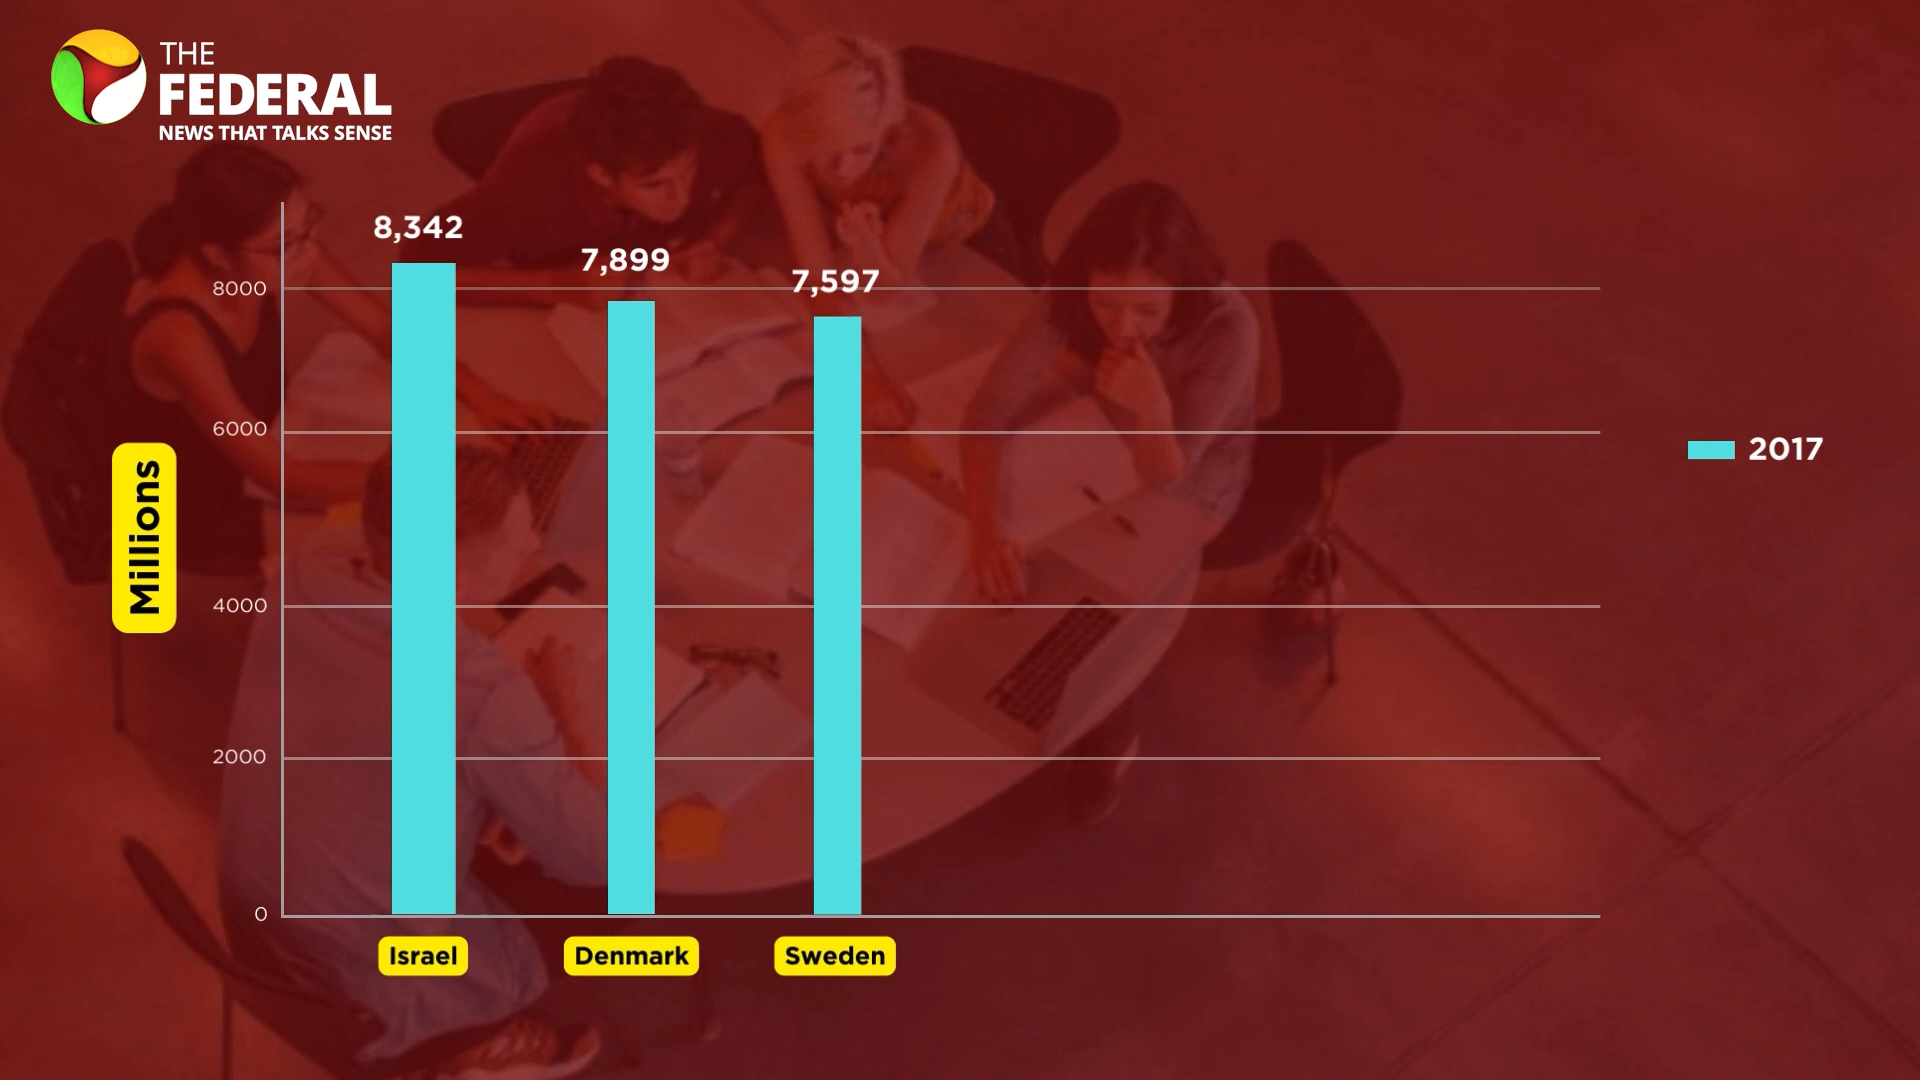 THE
FEDERAL
NEWS THAT TALKS SENSE
8,342
7,899
7,597
8000
6000
4000
2000
0
Millions
2017
Israel
Denmark
Sweden